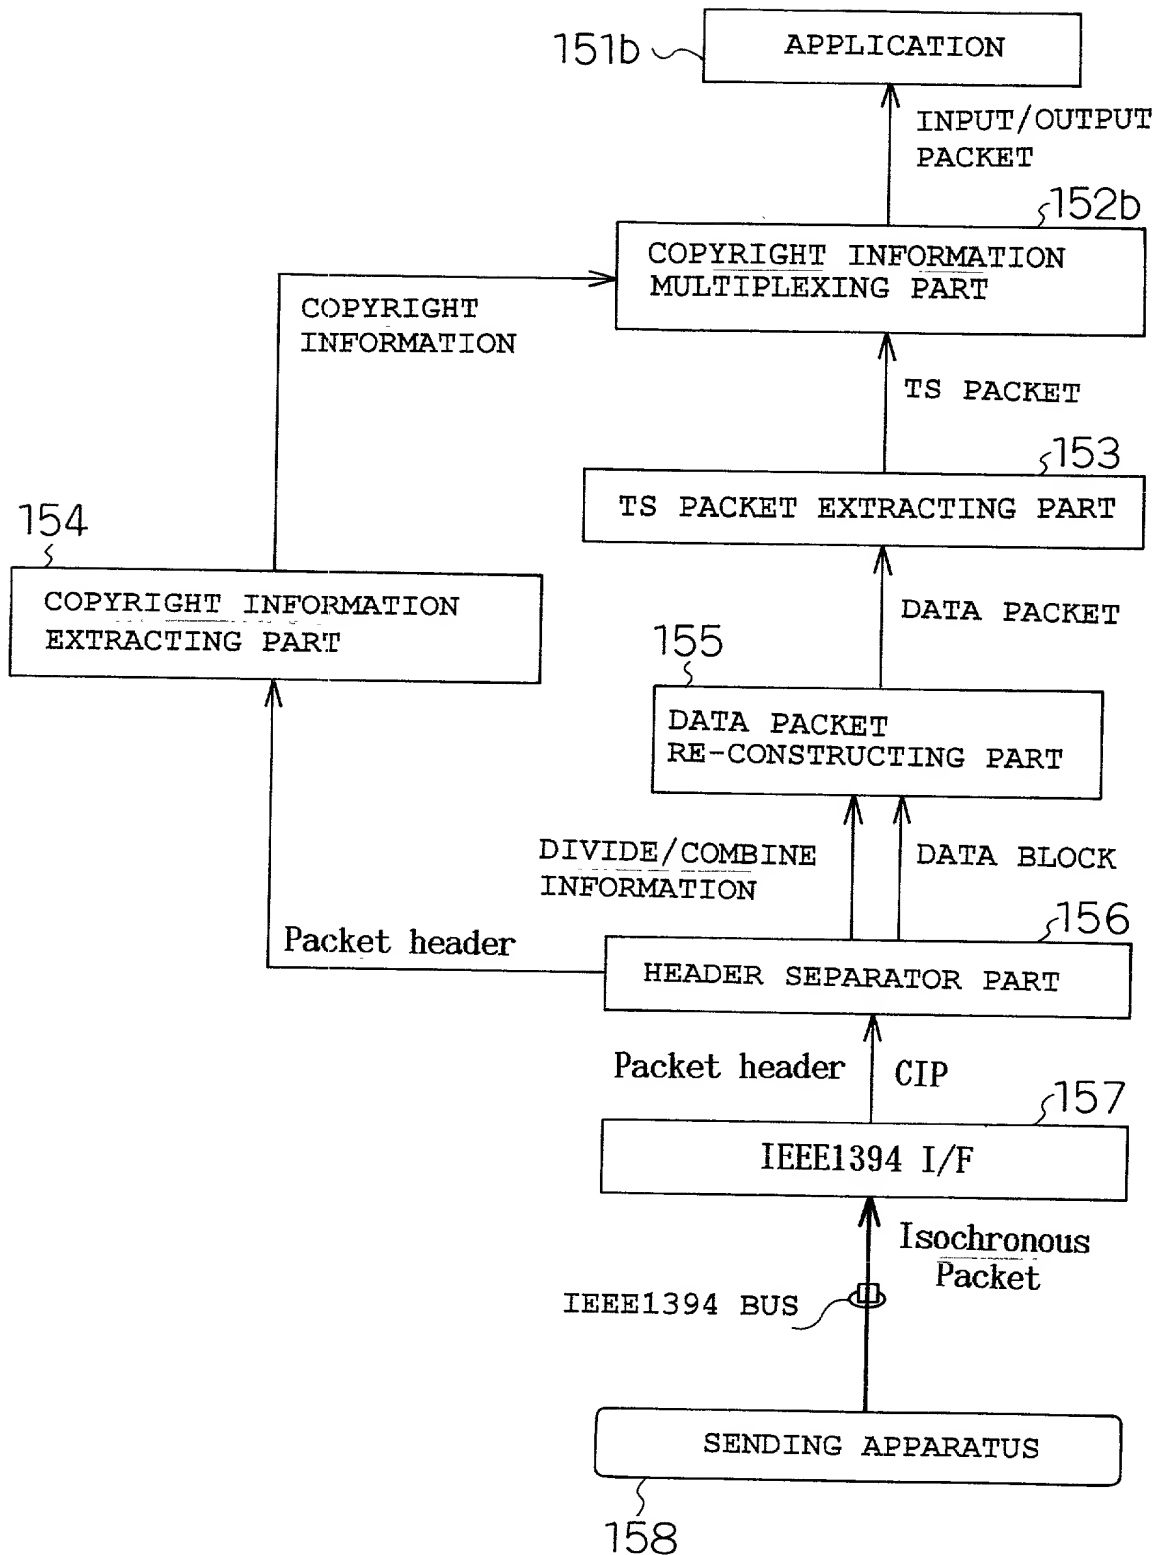 151b
APPLICATION
INPUT/OUTPUT
PACKET
152b
COPYRIGHT INFORMATION
MULTIPLEXING PART
COPYRIGHT
INFORMATION
TS PACKET
153
TS PACKET EXTRACTING PART
154
COPYRIGHT INFORMATION
EXTRACTING PART
DATA PACKET
155
DATA PACKET
RE-CONSTRUCTING PART
DIVIDE/COMBINE
INFORMATION
DATA BLOCK
156
Packet header
HEADER SEPARATOR PART
Packet header
CIP
157
IEEE1394 I/F
Isochronous
Packet
IEEE1394 BUS
SENDING APPARATUS
158